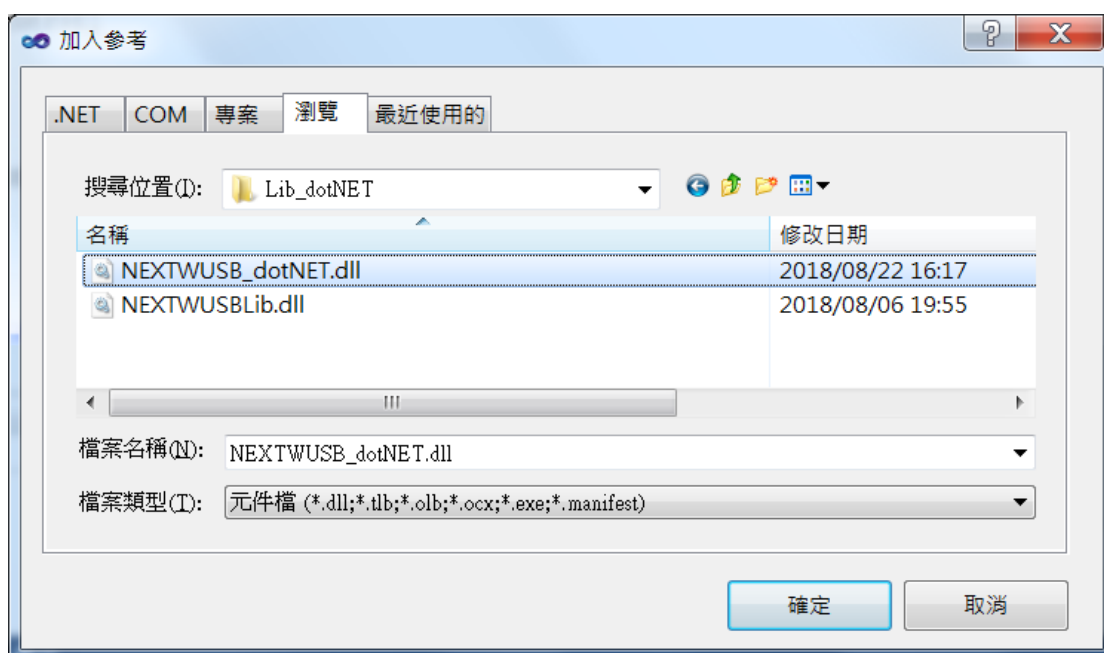 加入參考
.NET COM 專案 瀏覽 最近使用的
搜尋位置(I): Lib_dotNET
名稱 修改日期
NEXTWUSB_dotNET.dll 2018/08/22 16:17
NEXTWUSBLib.dll 2018/08/06 19:55
檔案名稱(N): NEXTWUSB_dotNET.dll
檔案類型(T): 元件檔 (*.dll;*.tlb;*.olb;*.ocx;*.exe;*.manifest)
確定 取消